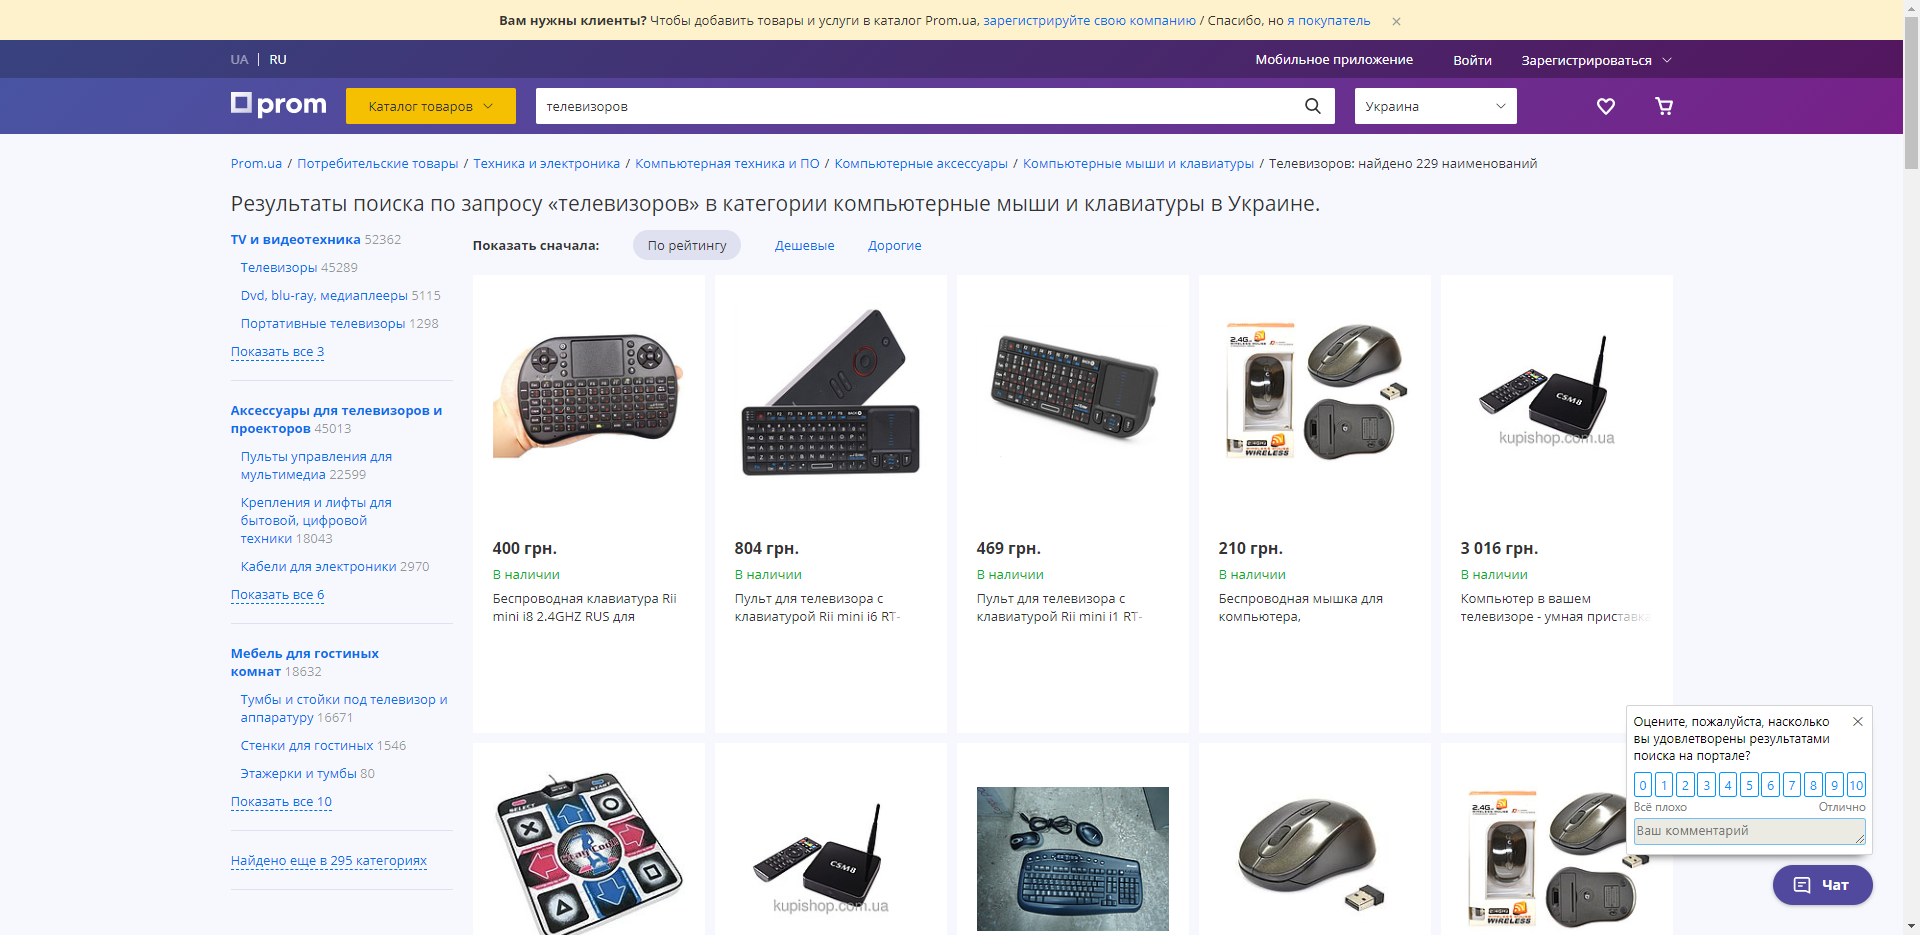 Вам нужны клиенты? Чтобы добавить товары и услуги в каталог Prom.ua, зарегистрируйте свою компанию / Спасибо, но я покупатель
UA | RU
Мобильное приложение
Войти
Зарегистрироваться
prom
Каталог товаров
телевизоров
Украина
Prom.ua / Потребительские товары / Техника и электроника / Компьютерная техника и ПО / Компьютерные аксессуары / Компьютерные мыши и клавиатуры / Телевизоров: найдено 229 наименований
Результаты поиска по запросу «телевизоров» в категории компьютерные мыши и клавиатуры в Украине.
TV и видеотехника 52362
Телевизоры 45289
Dvd, blu-ray, медиаплееры 5115
Портативные телевизоры 1298
Показать все 3
Аксессуары для телевизоров и
проекторов 45013
Пульты управления для
мультимедиа 22599
Крепления и лифты для
бытовой, цифровой
техники 18043
Кабели для электроники 2970
Показать все 6
Мебель для гостиных
комнат 18632
Тумбы и стойки под телевизор и
аппаратуру 16671
Стенки для гостиных 1546
Этажерки и тумбы 80
Показать все 10
Найдено еще в 295 категориях
Показать сначала:
По рейтингу
Дешевые
Дорогие
2.4G
WIRELESS
C5M8
kupishop.com.ua
400 грн.
В наличии
Беспроводная клавиатура Rii
mini i8 2.4GHZ RUS для
804 грн.
В наличии
Пульт для телевизора с
клавиатурой Rii mini i6 RT-
469 грн.
В наличии
Пульт для телевизора с
клавиатурой Rii mini i1 RT-
210 грн.
В наличии
Беспроводная мышка для
компьютера,
3 016 грн.
В наличии
Компьютер в вашем
телевизоре - умная приставка
SELECT
START
C5M8
kupishop.com.ua
2.4G
WIRELESS
Оцените, пожалуйста, насколько
вы удовлетворены результатами
поиска на портале?
0 1 2 3 4 5 6 7 8 9 10
Всё плохо
Отлично
Ваш комментарий
Чат